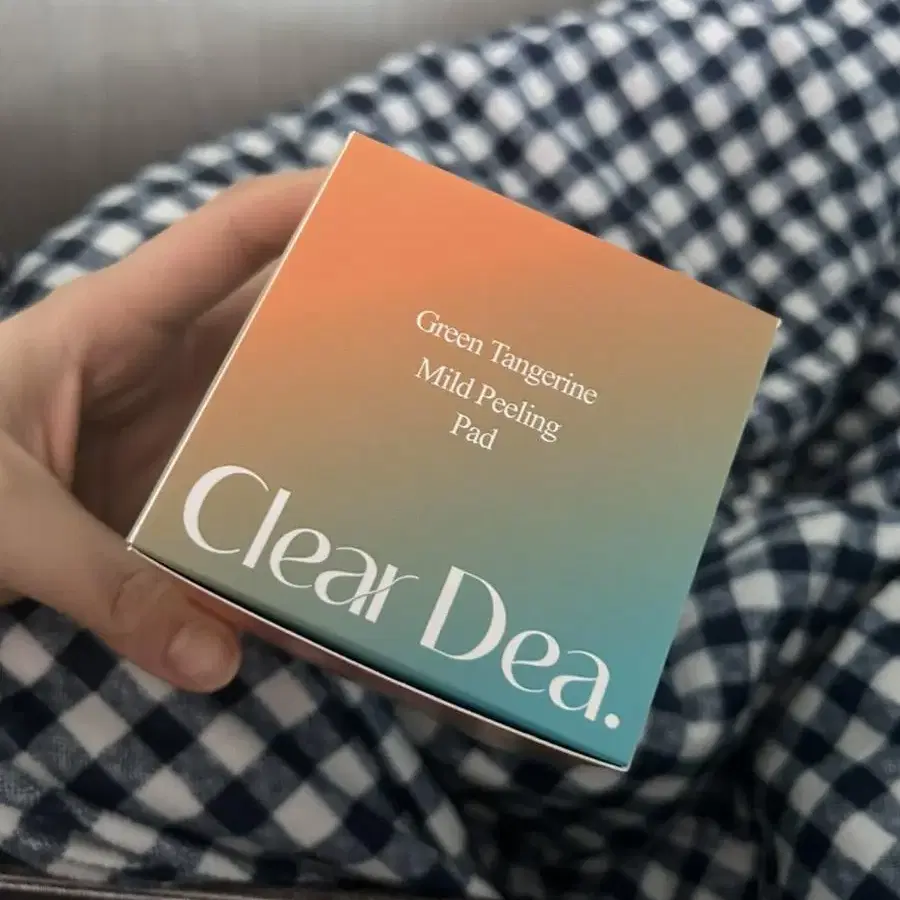 Green Tangerine
Mild Peeling
Pad
Clear Dea.